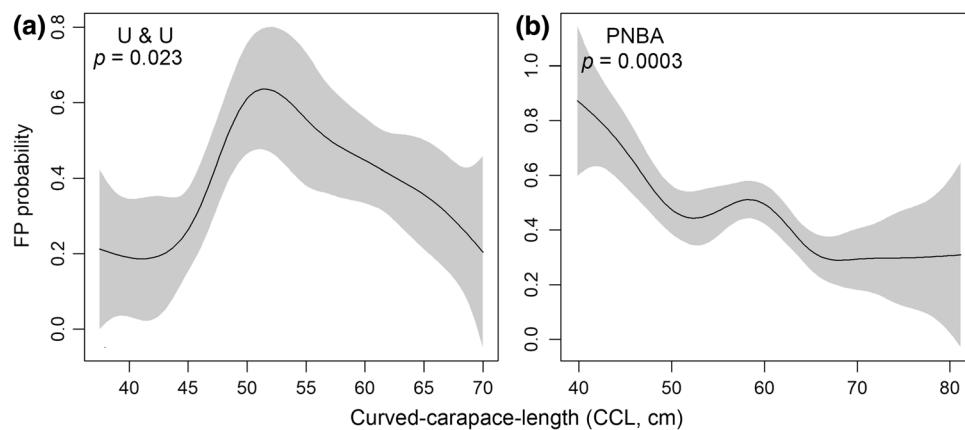 (a)
U & U
p = 0.023
FP probability
0.8
0.6
0.4
0.2
0.0
40 45 50 55 60 65 70
(b)
PNBA
p = 0.0003
1.0
0.8
0.6
0.4
0.2
0.0
40 50 60 70 80
Curved-carapace-length (CCL, cm)